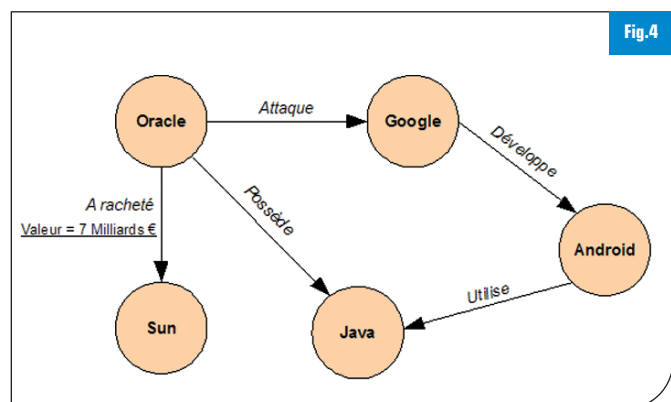 Fig.4
Oracle
Attaque
Google
Développe
A racheté
Valeur = 7 Milliards €
Possède
Android
Utilise
Sun
Java